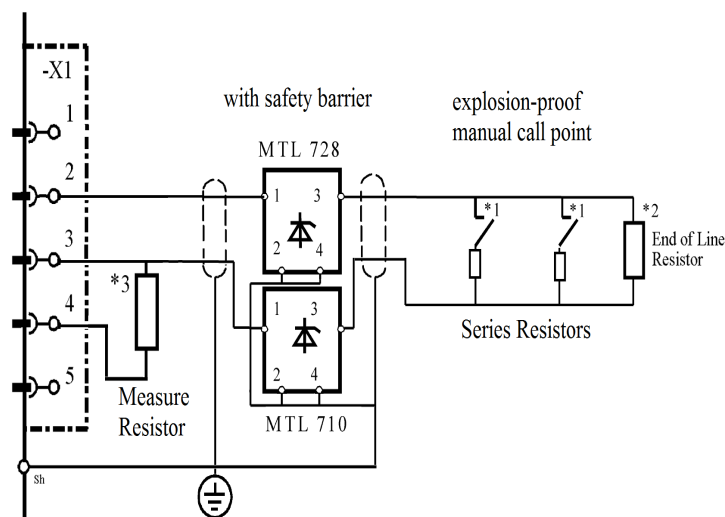 -X1
1
2
3
4
5
with safety barrier
explosion-proof
manual call point
MTL 728
1 3
2 4
1 3
2 4
MTL 710
*3
Measure
Resistor
*1 *1 *2
End of Line
Resistor
Series Resistors
Sh